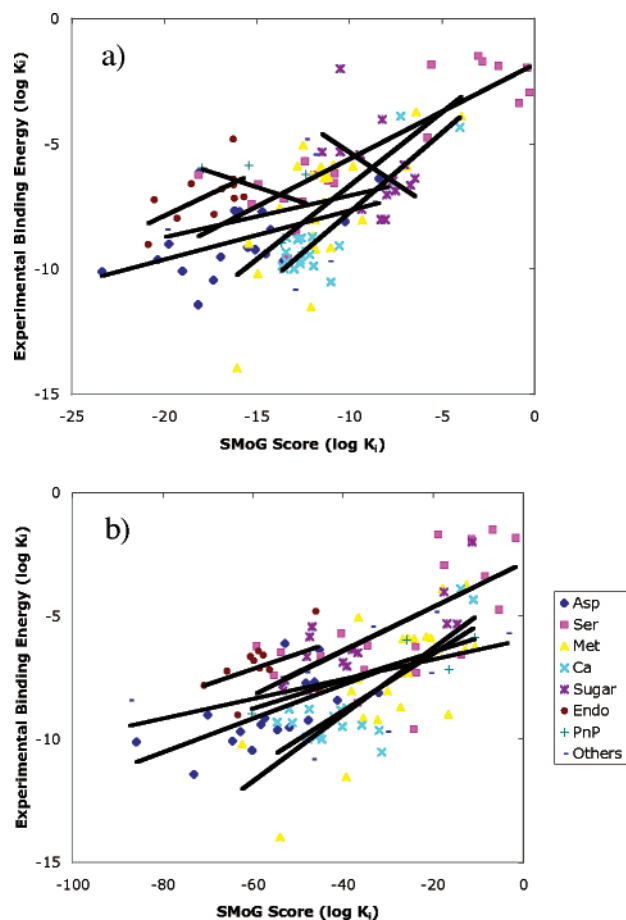 a)
0
-5
-10
-15
Experimental Binding Energy (log Ki)
-25
-20
-15
-10
-5
0
SMoG Score (log Ki)
b)
0
-5
-10
-15
Experimental Binding Energy (log Ki)
-100
-80
-60
-40
-20
0
SMoG Score (log Ki)
Asp
Ser
Met
Ca
Sugar
Endo
PnP
Others